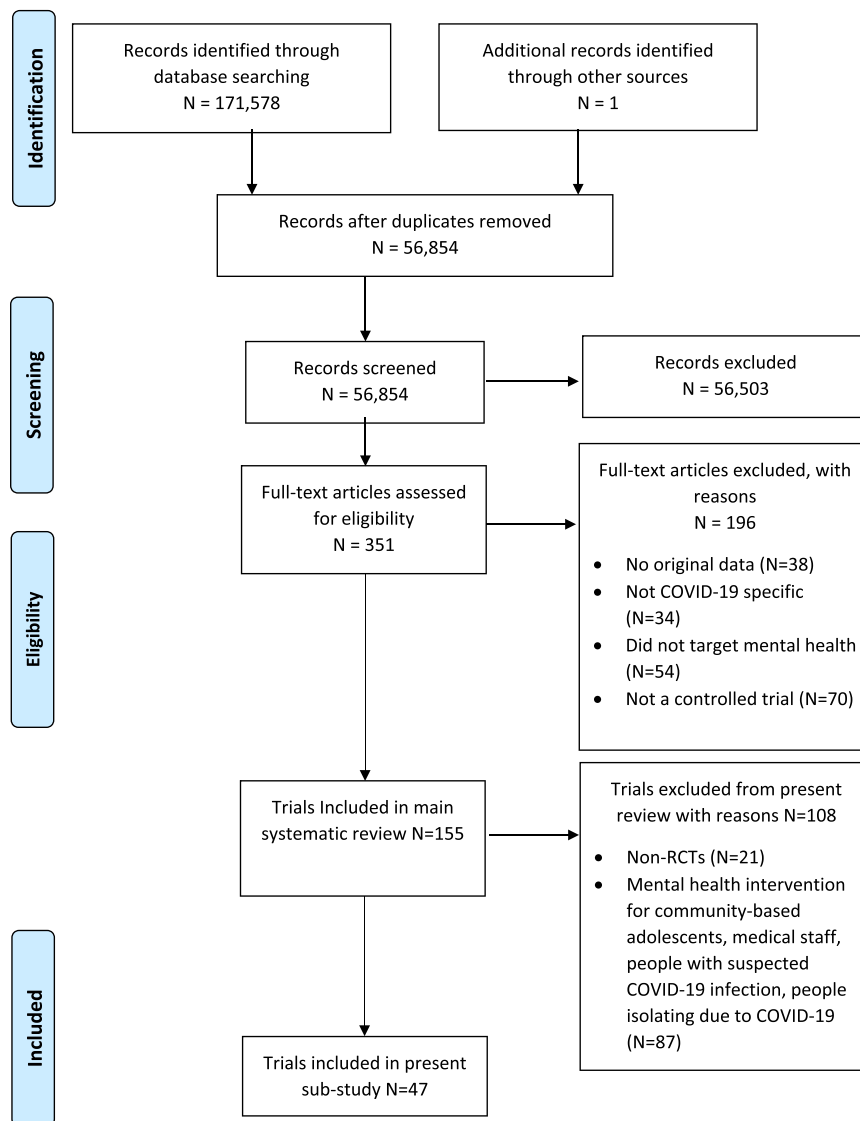 Identification
Records identified through
database searching
N = 171,578
Additional records identified
through other sources
N = 1
Records after duplicates removed
N = 56,854
Screening
Records screened
N = 56,854
Records excluded
N = 56,503
Full-text articles assessed
for eligibility
N = 351
Full-text articles excluded, with
reasons
N = 196
• No original data (N=38)
• Not COVID-19 specific
(N=34)
• Did not target mental health
(N=54)
• Not a controlled trial (N=70)
Eligibility
Trials Included in main
systematic review N=155
Trials excluded from present
review with reasons N=108
• Non-RCTs (N=21)
• Mental health intervention
for community-based
adolescents, medical staff,
people with suspected
COVID-19 infection, people
isolating due to COVID-19
(N=87)
Included
Trials included in present
sub-study N=47